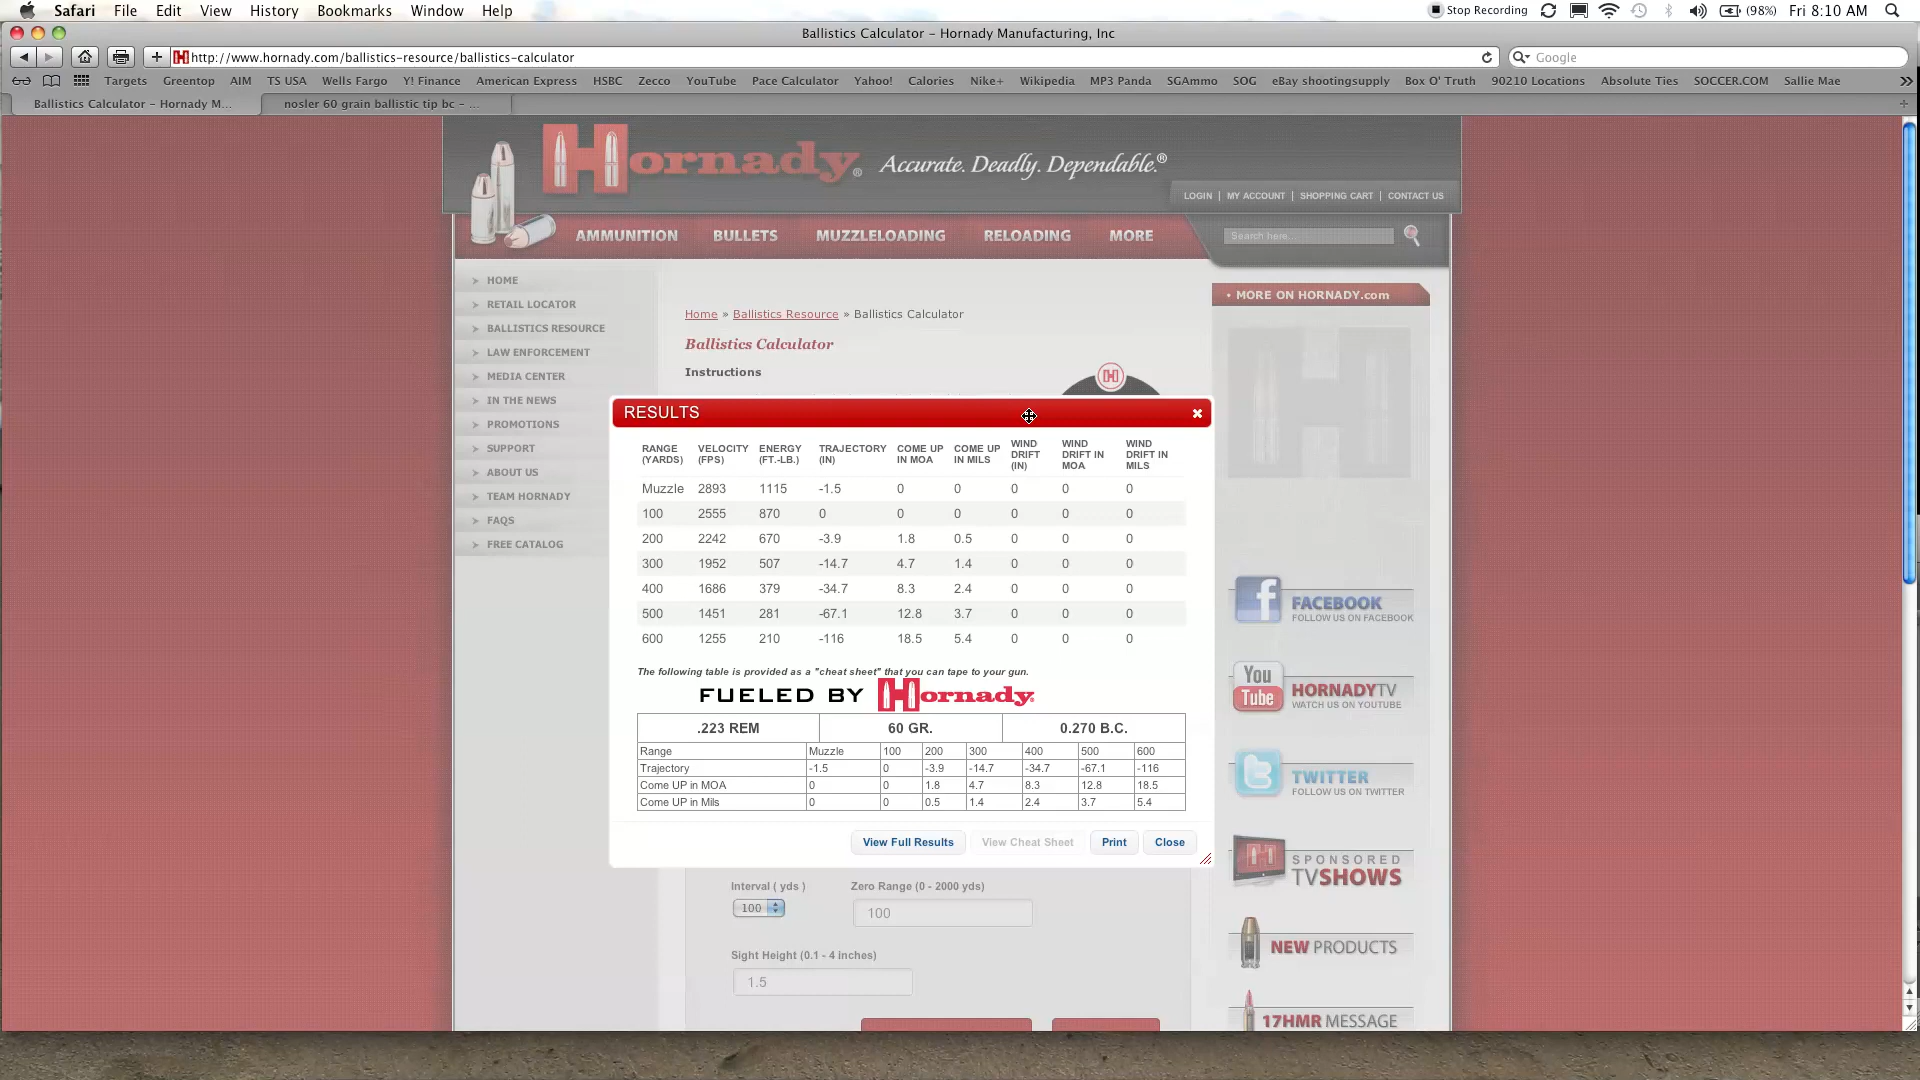 Safari File Edit View History Bookmarks Window Help Stop Recording (98%) Fri 8:10 AM
Ballistics Calculator – Hornady Manufacturing, Inc
http://www.hornady.com/ballistics-resource/ballistics-calculator Google
Targets Greentop AIM TS USA Wells Fargo Y! Finance American Express HSBC Zecco YouTube Pace Calculator Yahoo! Calories Nike+ Wikipedia MP3 Panda SGAmmo SOG eBay shootingsupply Box O' Truth 90210 Locations Absolute Ties SOCCER.COM Sallie Mae
Ballistics Calculator – Hornady M... nosler 60 grain ballistic tip bc – ...
Hornady® Accurate. Deadly. Dependable.®
LOGIN | MY ACCOUNT | SHOPPING CART | CONTACT US
AMMUNITION BULLETS MUZZLELOADING RELOADING MORE Search here...
HOME
RETAIL LOCATOR
BALLISTICS RESOURCE
LAW ENFORCEMENT
MEDIA CENTER
IN THE NEWS
PROMOTIONS
SUPPORT
ABOUT US
TEAM HORNADY
FAQS
FREE CATALOG
Home » Ballistics Resource » Ballistics Calculator
Ballistics Calculator
Instructions
H
RESULTS
RANGE (YARDS) VELOCITY (FPS) ENERGY (FT.-LB.) TRAJECTORY (IN) COME UP IN MOA COME UP IN MILS WIND DRIFT (IN) WIND DRIFT IN MOA WIND DRIFT IN MILS
Muzzle 2893 1115 -1.5 0 0 0 0 0
100 2555 870 0 0 0 0 0 0
200 2242 670 -3.9 1.8 0.5 0 0 0
300 1952 507 -14.7 4.7 1.4 0 0 0
400 1686 379 -34.7 8.3 2.4 0 0 0
500 1451 281 -67.1 12.8 3.7 0 0 0
600 1255 210 -116 18.5 5.4 0 0 0
The following table is provided as a "cheat sheet" that you can tape to your gun.
FUELED BY Hornady.
.223 REM 60 GR. 0.270 B.C.
Range Muzzle 100 200 300 400 500 600
Trajectory -1.5 0 -3.9 -14.7 -34.7 -67.1 -116
Come UP in MOA 0 0 1.8 4.7 8.3 12.8 18.5
Come UP in Mils 0 0 0.5 1.4 2.4 3.7 5.4
View Full Results View Cheat Sheet Print Close
Interval ( yds ) Zero Range (0 - 2000 yds)
100 100
Sight Height (0.1 - 4 inches)
1.5
• MORE ON HORNADY.com
FACEBOOK
FOLLOW US ON FACEBOOK
You Tube HORNADYTV
WATCH US ON YOUTUBE
TWITTER
FOLLOW US ON TWITTER
SPONSORED
TVSHOWS
NEW PRODUCTS
17HMR MESSAGE